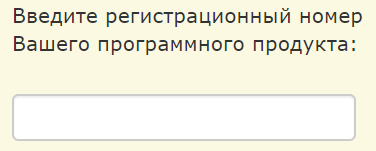 Введите регистрационный номер
Вашего программного продукта: